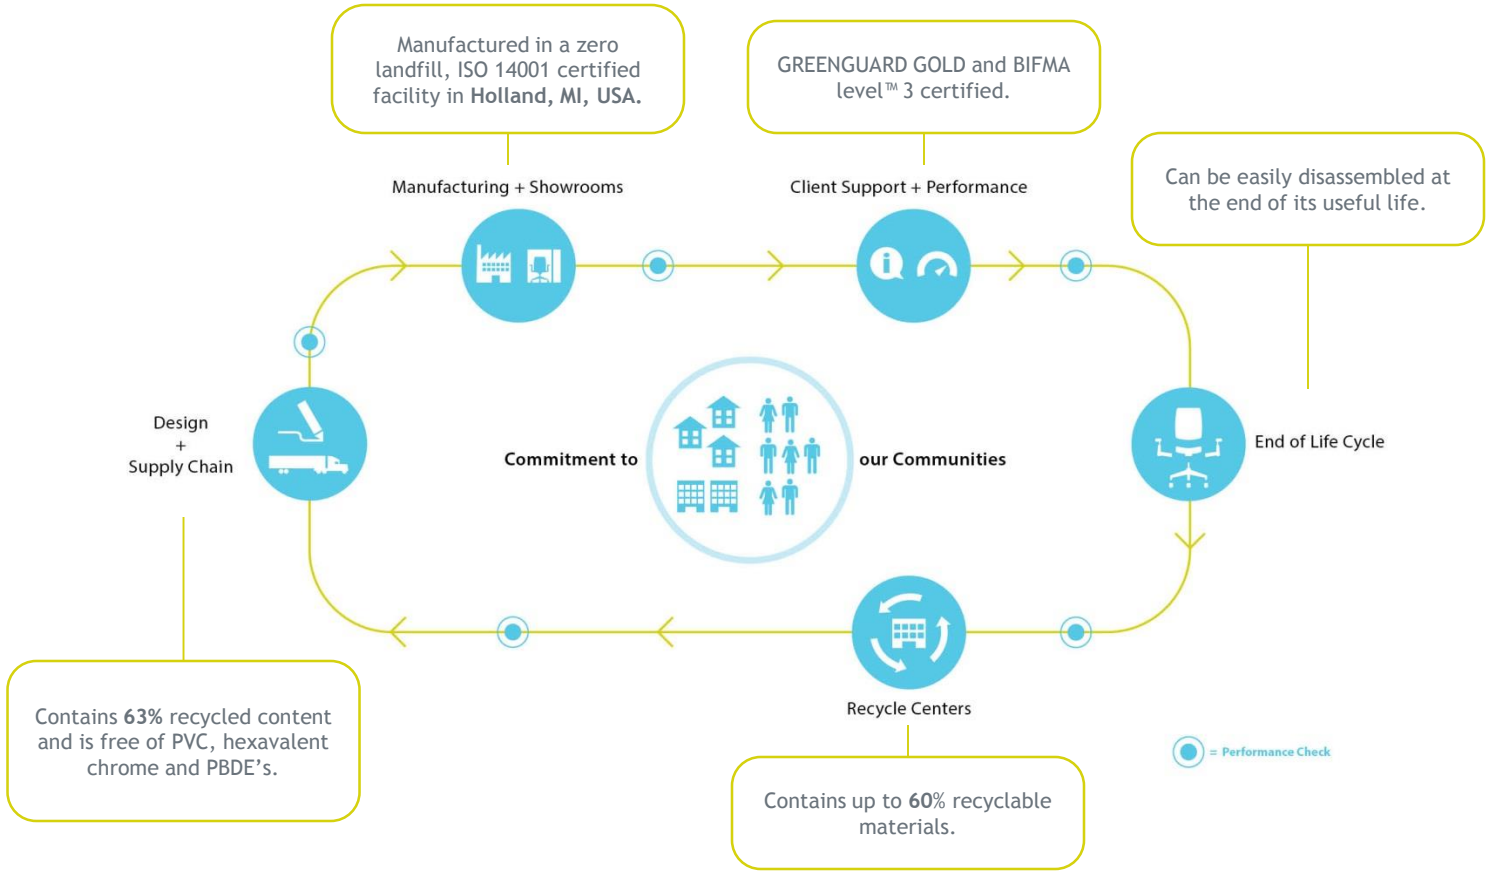 Manufactured in a zero
landfill, ISO 14001 certified
facility in Holland, MI, USA.
GREENGUARD GOLD and BIFMA
level™ 3 certified.
Can be easily disassembled at
the end of its useful life.
Manufacturing + Showrooms
Client Support + Performance
Design
+
Supply Chain
Commitment to
our Communities
End of Life Cycle
Recycle Centers
Contains 63% recycled content
and is free of PVC, hexavalent
chrome and PBDE’s.
= Performance Check
Contains up to 60% recyclable
materials.